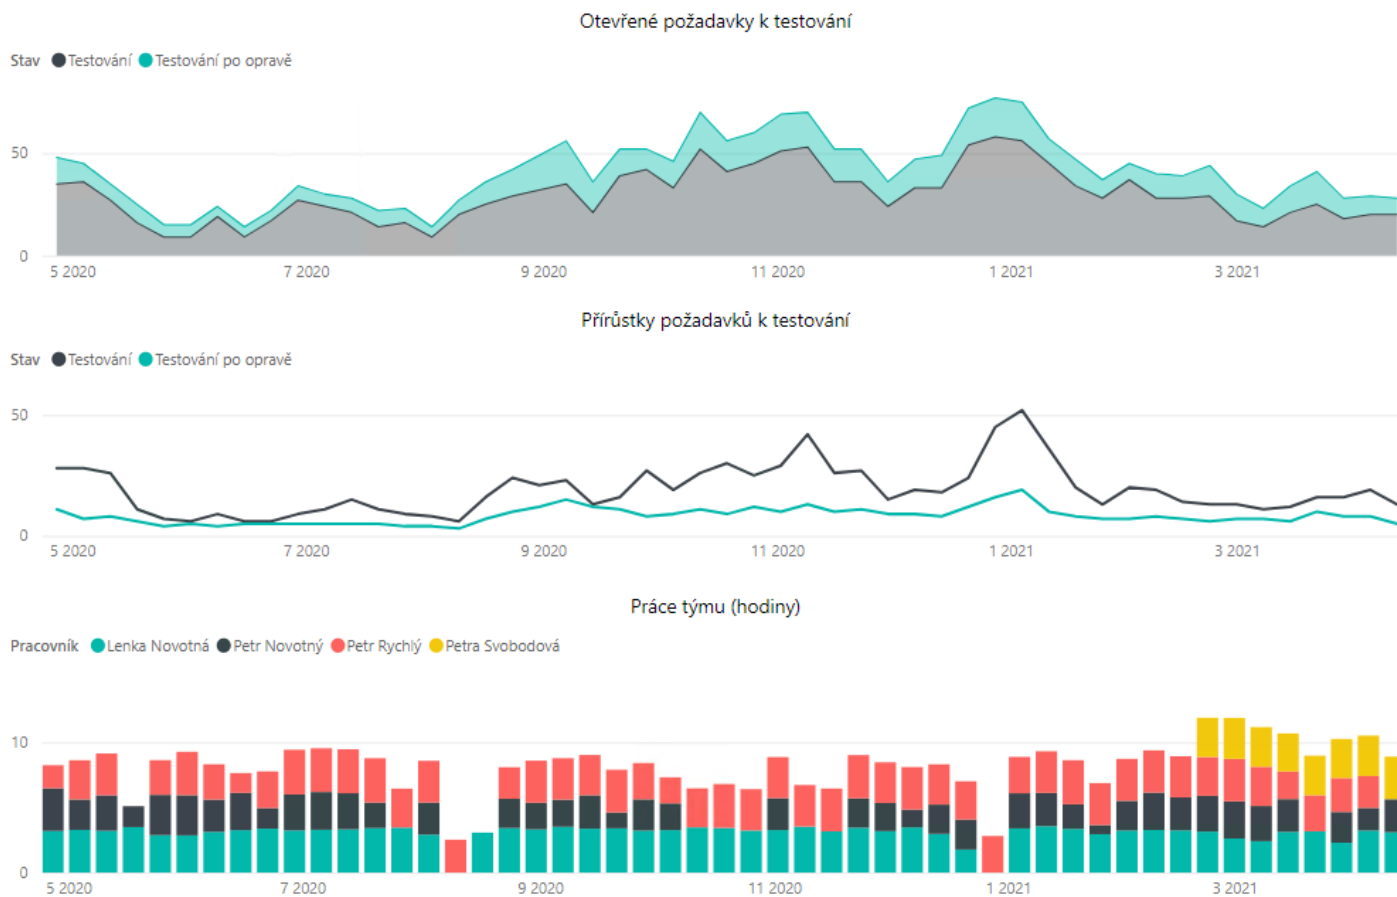 Otevřené požadavky k testování
Stav Testování Testování po opravě
50
0
5 2020 7 2020 9 2020 11 2020 1 2021 3 2021
Přírůstky požadavků k testování
Stav Testování Testování po opravě
50
0
5 2020 7 2020 9 2020 11 2020 1 2021 3 2021
Práce týmu (hodiny)
Pracovník Lenka Novotná Petr Novotný Petr Rychlý Petra Svobodová
10
0
5 2020 7 2020 9 2020 11 2020 1 2021 3 2021